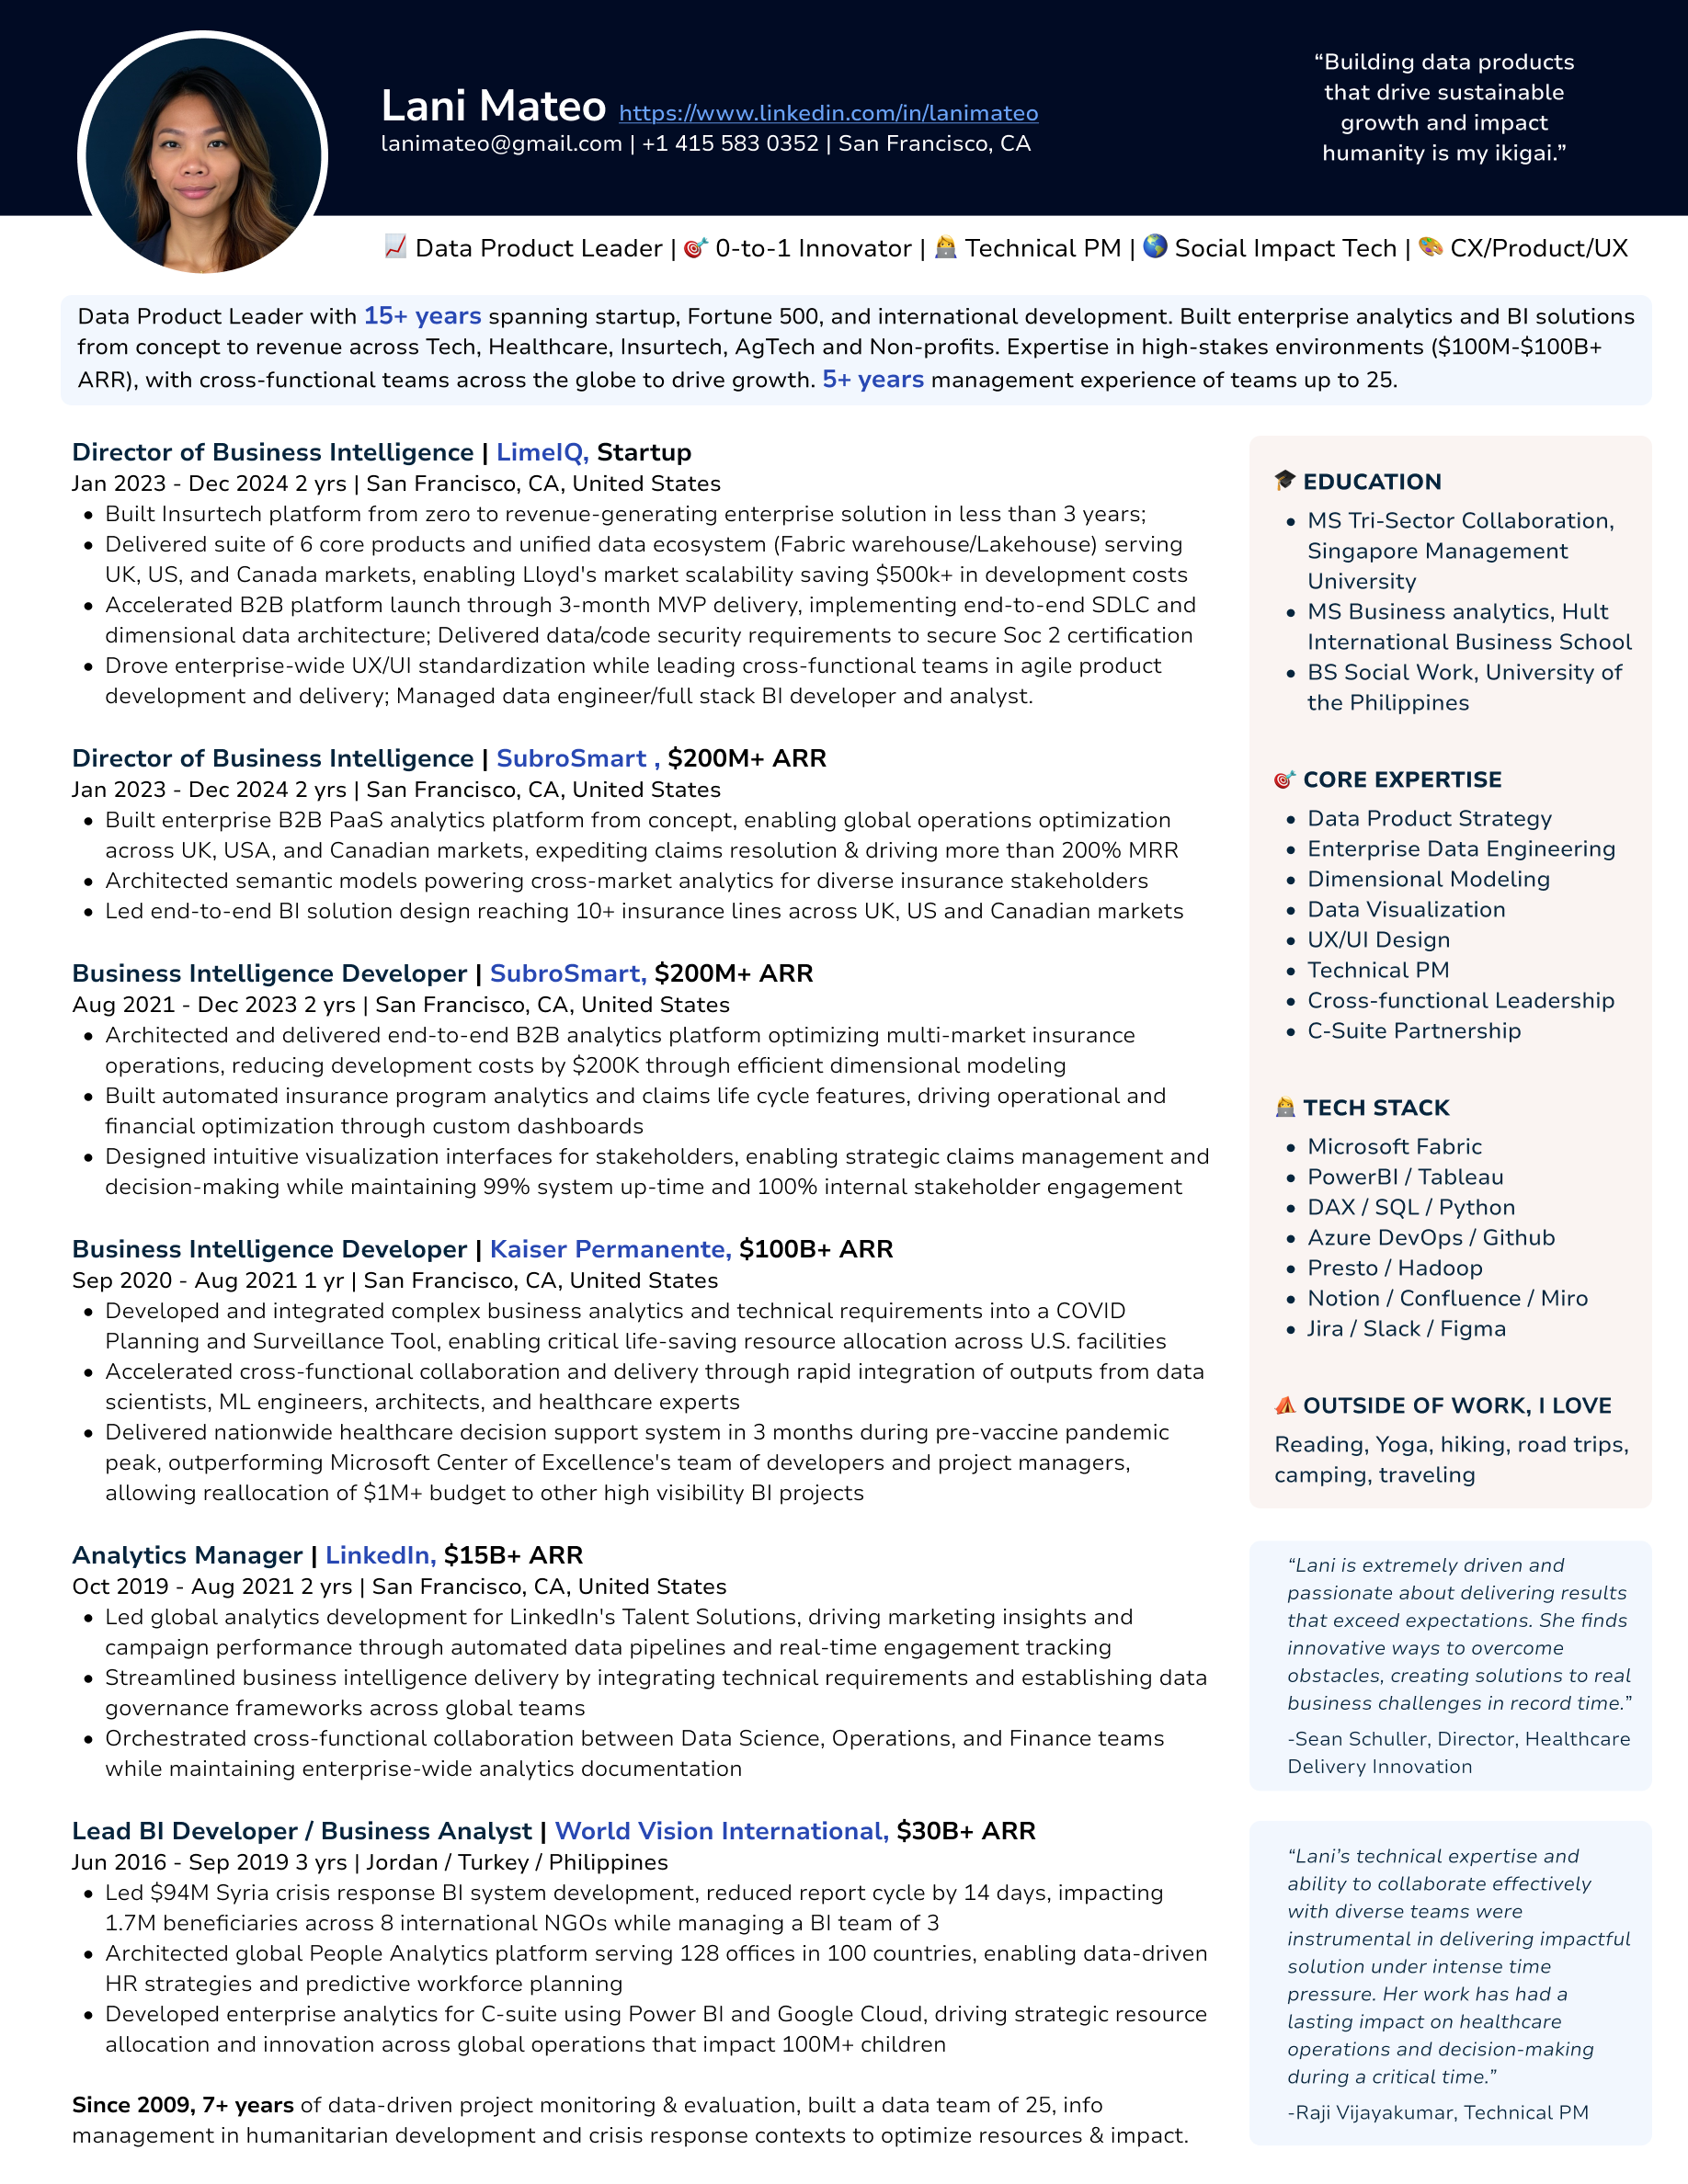 Lani Mateo https://www.linkedin.com/in/lanimateo
lanimateo@gmail.com | +1 415 583 0352 | San Francisco, CA
“Building data products
that drive sustainable
growth and impact
humanity is my ikigai.”
📈 Data Product Leader | 🎯 0-to-1 Innovator | 👩‍💻 Technical PM | 🌎 Social Impact Tech | 🎨 CX/Product/UX
Data Product Leader with 15+ years spanning startup, Fortune 500, and international development. Built enterprise analytics and BI solutions
from concept to revenue across Tech, Healthcare, Insurtech, AgTech and Non-profits. Expertise in high-stakes environments ($100M-$100B+
ARR), with cross-functional teams across the globe to drive growth. 5+ years management experience of teams up to 25.
Director of Business Intelligence | LimeIQ, Startup
Jan 2023 - Dec 2024 2 yrs | San Francisco, CA, United States
• Built Insurtech platform from zero to revenue-generating enterprise solution in less than 3 years;
• Delivered suite of 6 core products and unified data ecosystem (Fabric warehouse/Lakehouse) serving
UK, US, and Canada markets, enabling Lloyd's market scalability saving $500k+ in development costs
• Accelerated B2B platform launch through 3-month MVP delivery, implementing end-to-end SDLC and
dimensional data architecture; Delivered data/code security requirements to secure Soc 2 certification
• Drove enterprise-wide UX/UI standardization while leading cross-functional teams in agile product
development and delivery; Managed data engineer/full stack BI developer and analyst.
Director of Business Intelligence | SubroSmart , $200M+ ARR
Jan 2023 - Dec 2024 2 yrs | San Francisco, CA, United States
• Built enterprise B2B PaaS analytics platform from concept, enabling global operations optimization
across UK, USA, and Canadian markets, expediting claims resolution & driving more than 200% MRR
• Architected semantic models powering cross-market analytics for diverse insurance stakeholders
• Led end-to-end BI solution design reaching 10+ insurance lines across UK, US and Canadian markets
Business Intelligence Developer | SubroSmart, $200M+ ARR
Aug 2021 - Dec 2023 2 yrs | San Francisco, CA, United States
• Architected and delivered end-to-end B2B analytics platform optimizing multi-market insurance
operations, reducing development costs by $200K through efficient dimensional modeling
• Built automated insurance program analytics and claims life cycle features, driving operational and
financial optimization through custom dashboards
• Designed intuitive visualization interfaces for stakeholders, enabling strategic claims management and
decision-making while maintaining 99% system up-time and 100% internal stakeholder engagement
Business Intelligence Developer | Kaiser Permanente, $100B+ ARR
Sep 2020 - Aug 2021 1 yr | San Francisco, CA, United States
• Developed and integrated complex business analytics and technical requirements into a COVID
Planning and Surveillance Tool, enabling critical life-saving resource allocation across U.S. facilities
• Accelerated cross-functional collaboration and delivery through rapid integration of outputs from data
scientists, ML engineers, architects, and healthcare experts
• Delivered nationwide healthcare decision support system in 3 months during pre-vaccine pandemic
peak, outperforming Microsoft Center of Excellence's team of developers and project managers,
allowing reallocation of $1M+ budget to other high visibility BI projects
Analytics Manager | LinkedIn, $15B+ ARR
Oct 2019 - Aug 2021 2 yrs | San Francisco, CA, United States
• Led global analytics development for LinkedIn's Talent Solutions, driving marketing insights and
campaign performance through automated data pipelines and real-time engagement tracking
• Streamlined business intelligence delivery by integrating technical requirements and establishing data
governance frameworks across global teams
• Orchestrated cross-functional collaboration between Data Science, Operations, and Finance teams
while maintaining enterprise-wide analytics documentation
Lead BI Developer / Business Analyst | World Vision International, $30B+ ARR
Jun 2016 - Sep 2019 3 yrs | Jordan / Turkey / Philippines
• Led $94M Syria crisis response BI system development, reduced report cycle by 14 days, impacting
1.7M beneficiaries across 8 international NGOs while managing a BI team of 3
• Architected global People Analytics platform serving 128 offices in 100 countries, enabling data-driven
HR strategies and predictive workforce planning
• Developed enterprise analytics for C-suite using Power BI and Google Cloud, driving strategic resource
allocation and innovation across global operations that impact 100M+ children
Since 2009, 7+ years of data-driven project monitoring & evaluation, built a data team of 25, info
management in humanitarian development and crisis response contexts to optimize resources & impact.
🎓 EDUCATION
• MS Tri-Sector Collaboration,
Singapore Management
University
• MS Business analytics, Hult
International Business School
• BS Social Work, University of
the Philippines
🎯 CORE EXPERTISE
• Data Product Strategy
• Enterprise Data Engineering
• Dimensional Modeling
• Data Visualization
• UX/UI Design
• Technical PM
• Cross-functional Leadership
• C-Suite Partnership
👩‍💻 TECH STACK
• Microsoft Fabric
• PowerBI / Tableau
• DAX / SQL / Python
• Azure DevOps / Github
• Presto / Hadoop
• Notion / Confluence / Miro
• Jira / Slack / Figma
⛺ OUTSIDE OF WORK, I LOVE
Reading, Yoga, hiking, road trips,
camping, traveling
“Lani is extremely driven and
passionate about delivering results
that exceed expectations. She finds
innovative ways to overcome
obstacles, creating solutions to real
business challenges in record time.”
-Sean Schuller, Director, Healthcare
Delivery Innovation
“Lani’s technical expertise and
ability to collaborate effectively
with diverse teams were
instrumental in delivering impactful
solution under intense time
pressure. Her work has had a
lasting impact on healthcare
operations and decision-making
during a critical time.”
-Raji Vijayakumar, Technical PM